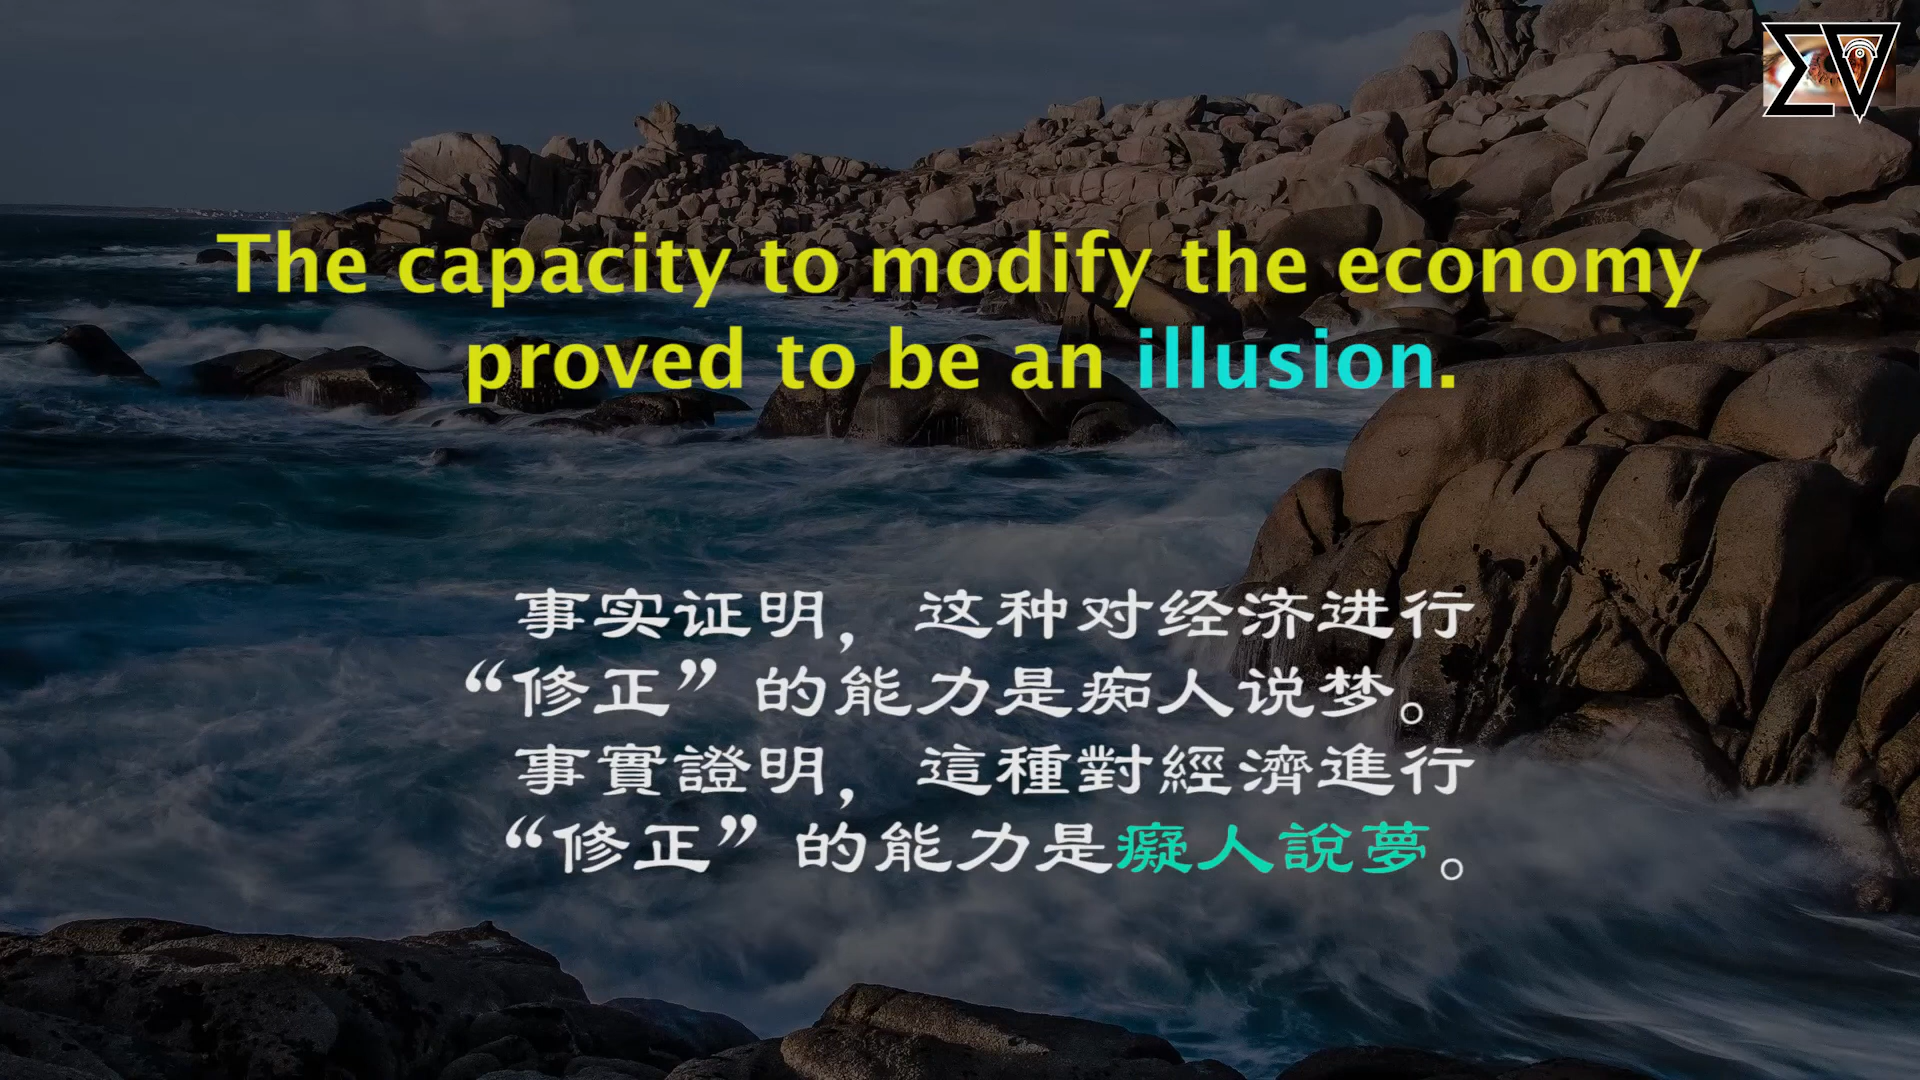 The capacity to modify the economy
proved to be an illusion.
事实证明，这种对经济进行
“修正”的能力是痴人说梦。
事實證明，這種對經濟進行
“修正”的能力是癡人說夢。